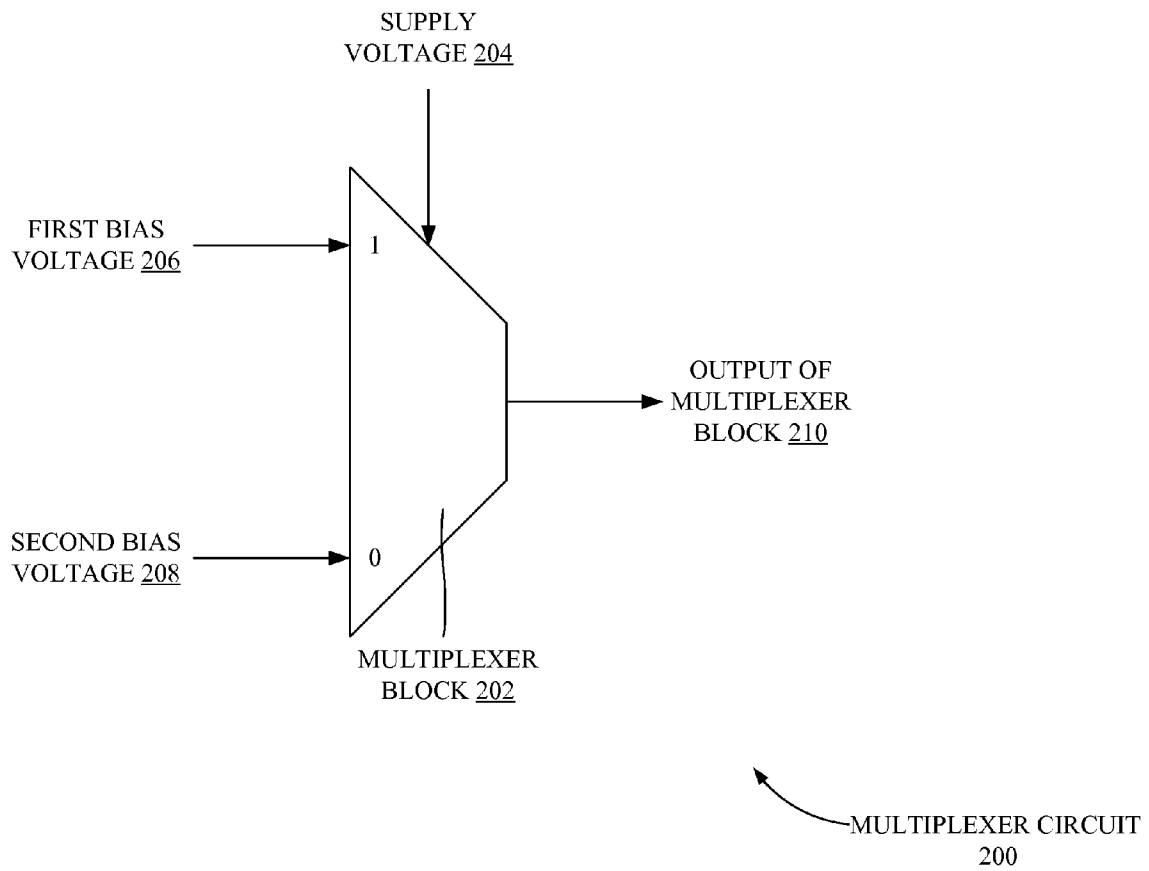 SUPPLY
VOLTAGE 204
FIRST BIAS
VOLTAGE 206
1
OUTPUT OF
MULTIPLEXER
BLOCK 210
SECOND BIAS
VOLTAGE 208
0
MULTIPLEXER
BLOCK 202
MULTIPLEXER CIRCUIT
200